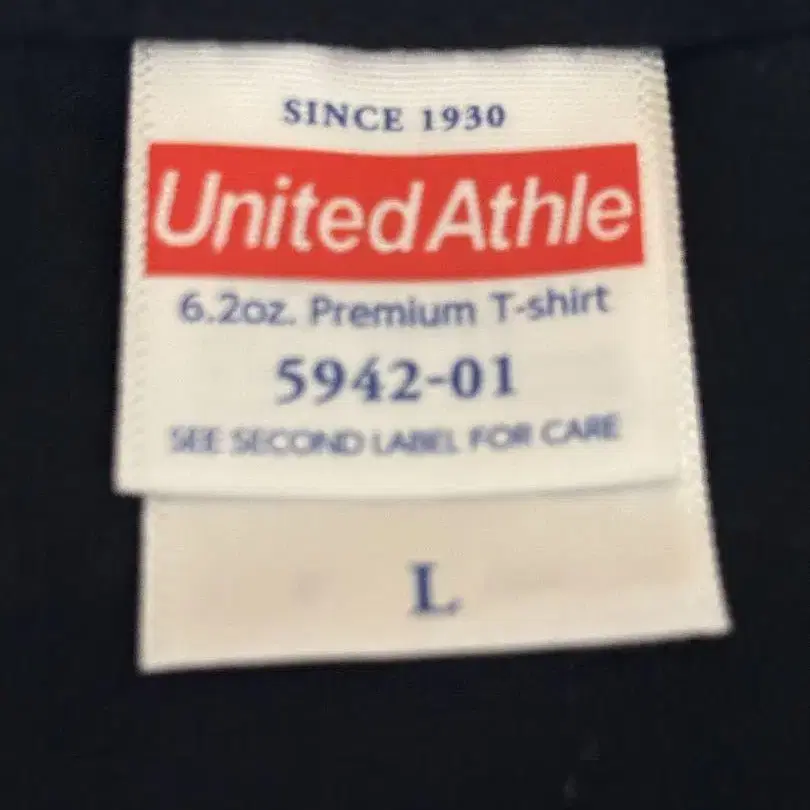 SINCE 1930
United Athle
6.2oz. Premium T-shirt
5942-01
SEE SECOND LABEL FOR CARE
L